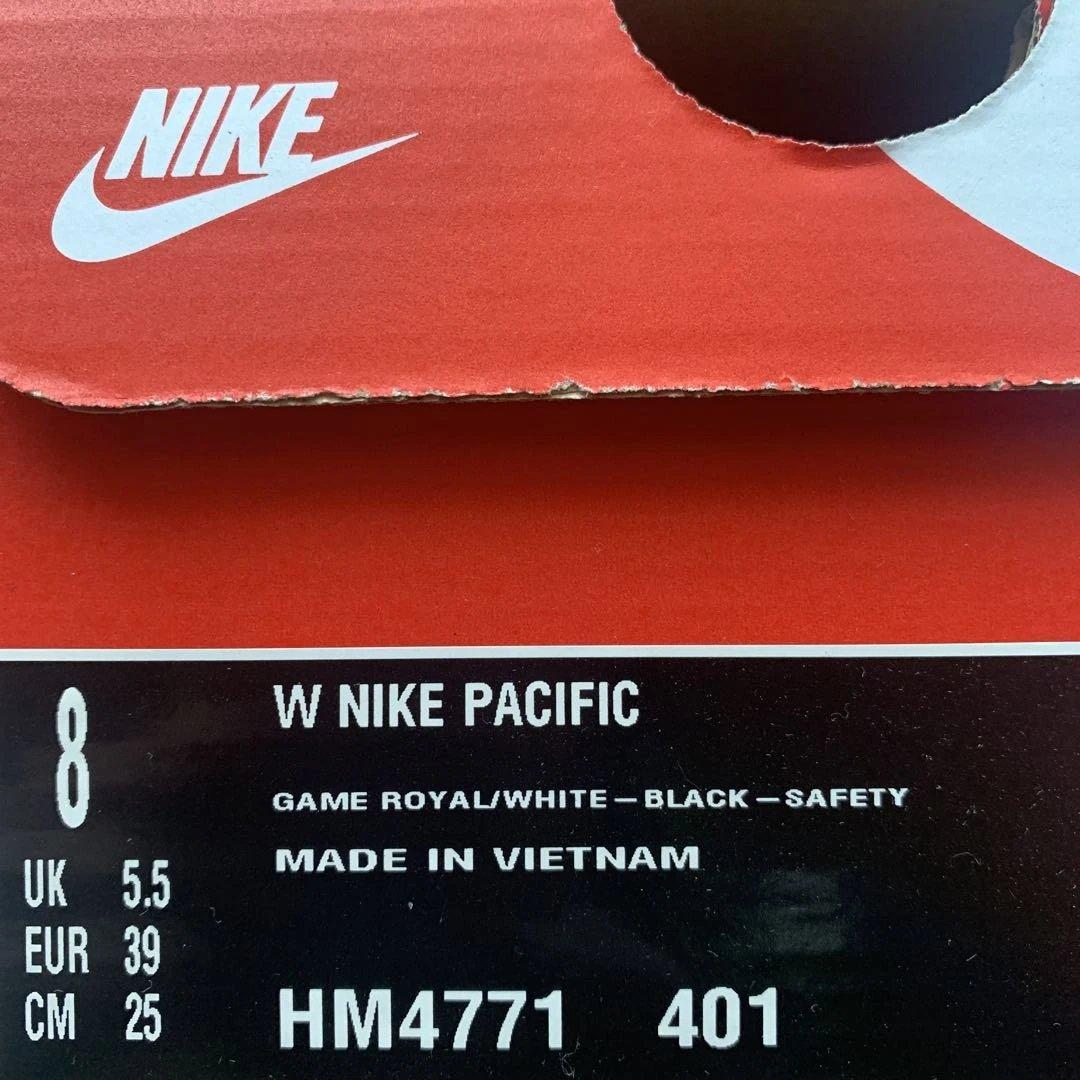 NIKE
8
W NIKE PACIFIC
GAME ROYAL/WHITE-BLACK-SAFETY
MADE IN VIETNAM
UK 5.5
EUR 39
CM 25
HM4771 401